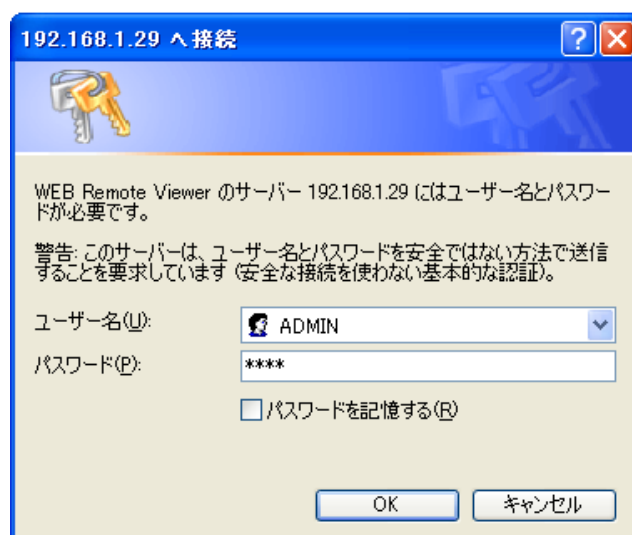 192.168.1.29 へ接続
WEB Remote Viewer のサーバー 192.168.1.29 にはユーザー名とパスワー
ドが必要です。
警告: このサーバーは、ユーザー名とパスワードを安全ではない方法で送信
することを要求しています (安全な接続を使わない基本的な認証)。
ユーザー名(U):
ADMIN
パスワード(P):
****
パスワードを記憶する(R)
OK
キャンセル